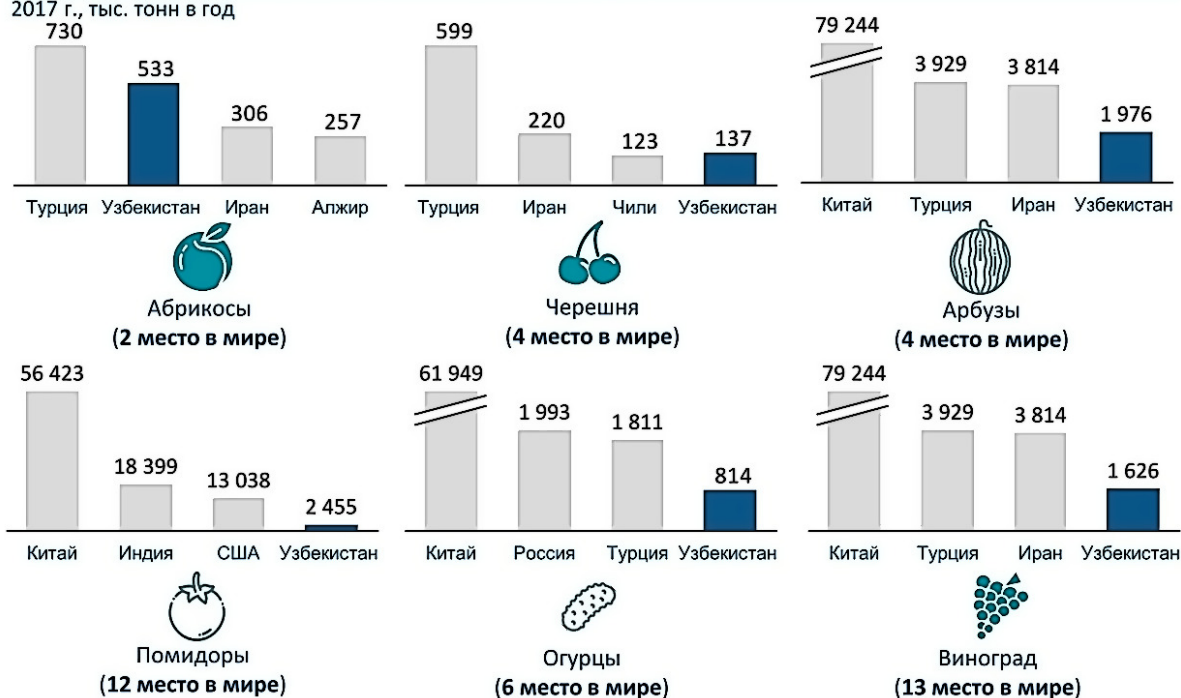 2017 г., тыс. тонн в год
730
533
306
257
Турция Узбекистан Иран Алжир
Абрикосы
(2 место в мире)
599
220
123
137
Турция Иран Чили Узбекистан
Черешня
(4 место в мире)
79 244
3 929
3 814
1 976
Китай Турция Иран Узбекистан
Арбузы
(4 место в мире)
56 423
18 399
13 038
2 455
Китай Индия США Узбекистан
Помидоры
(12 место в мире)
61 949
1 993
1 811
814
Китай Россия Турция Узбекистан
Огурцы
(6 место в мире)
79 244
3 929
3 814
1 626
Китай Турция Иран Узбекистан
Виноград
(13 место в мире)